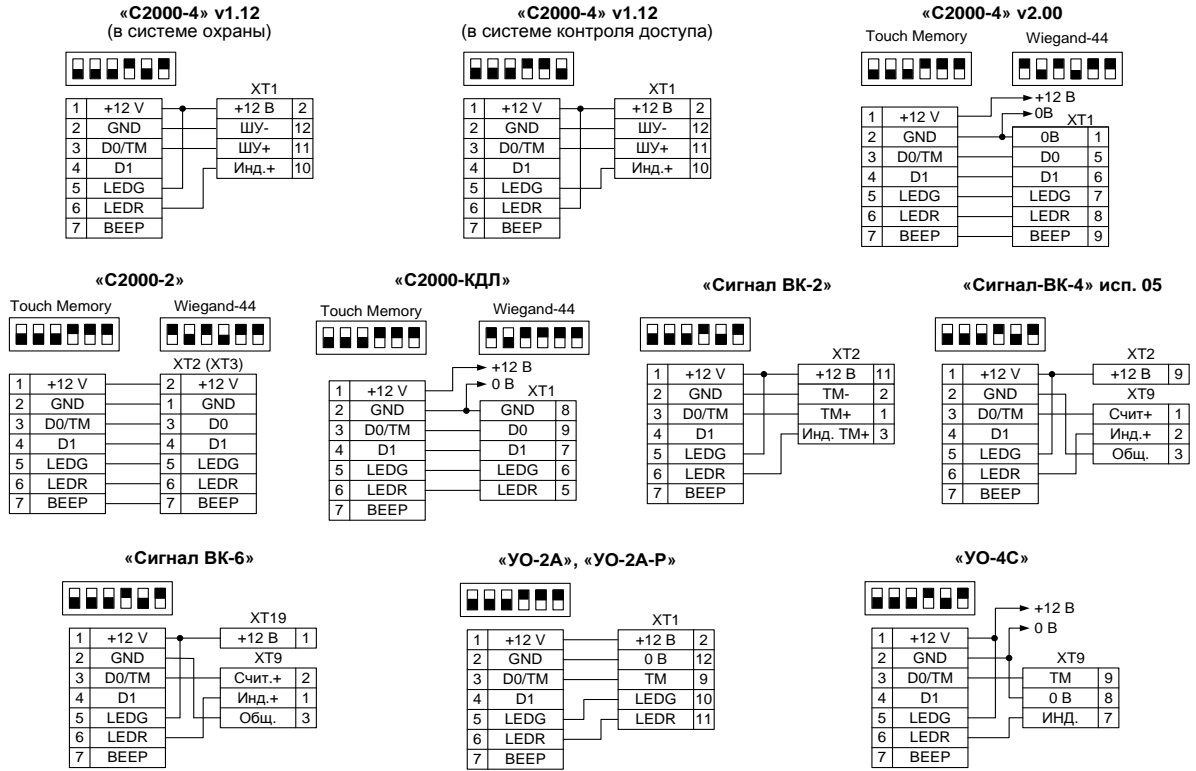 «С2000-4» v1.12
(в системе охраны)
XT1
1 +12 V +12 В 2
2 GND ШУ- 12
3 D0/TM ШУ+ 11
4 D1 Инд.+ 10
5 LEDG
6 LEDR
7 BEEP
«С2000-4» v1.12
(в системе контроля доступа)
XT1
1 +12 V +12 В 2
2 GND ШУ- 12
3 D0/TM ШУ+ 11
4 D1 Инд.+ 10
5 LEDG
6 LEDR
7 BEEP
«С2000-4» v2.00
Touch Memory Wiegand-44
+12 В
0В
XT1
1 +12 V
2 GND 0В 1
3 D0/TM D0 5
4 D1 D1 6
5 LEDG LEDG 7
6 LEDR LEDR 8
7 BEEP BEEP 9
«С2000-2»
Touch Memory Wiegand-44
XT2 (XT3)
1 +12 V 2 +12 V
2 GND 1 GND
3 D0/TM 3 D0
4 D1 4 D1
5 LEDG 5 LEDG
6 LEDR 6 LEDR
7 BEEP 7 BEEP
«С2000-КДЛ»
Touch Memory Wiegand-44
+12 В
0 В
XT1
1 +12 V
2 GND GND 8
3 D0/TM D0 9
4 D1 D1 7
5 LEDG LEDG 6
6 LEDR LEDR 5
7 BEEP
«Сигнал ВК-2»
XT2
1 +12 V +12 В 11
2 GND TM- 2
3 D0/TM TM+ 1
4 D1 Инд. TM+ 3
5 LEDG
6 LEDR
7 BEEP
«Сигнал-ВК-4» исп. 05
XT2
1 +12 V +12 В 9
2 GND XT9
3 D0/TM Счит+ 1
4 D1 Инд.+ 2
5 LEDG Общ. 3
6 LEDR
7 BEEP
«Сигнал ВК-6»
XT19
1 +12 V +12 В 1
2 GND XT9
3 D0/TM Счит.+ 2
4 D1 Инд.+ 1
5 LEDG Общ. 3
6 LEDR
7 BEEP
«УО-2А», «УО-2А-Р»
XT1
1 +12 V +12 В 2
2 GND 0 В 12
3 D0/TM TM 9
4 D1 LEDG 10
5 LEDG LEDR 11
6 LEDR
7 BEEP
«УО-4С»
+12 В
0 В
1 +12 V
2 GND XT9
3 D0/TM TM 9
4 D1 0 В 8
5 LEDG ИНД. 7
6 LEDR
7 BEEP